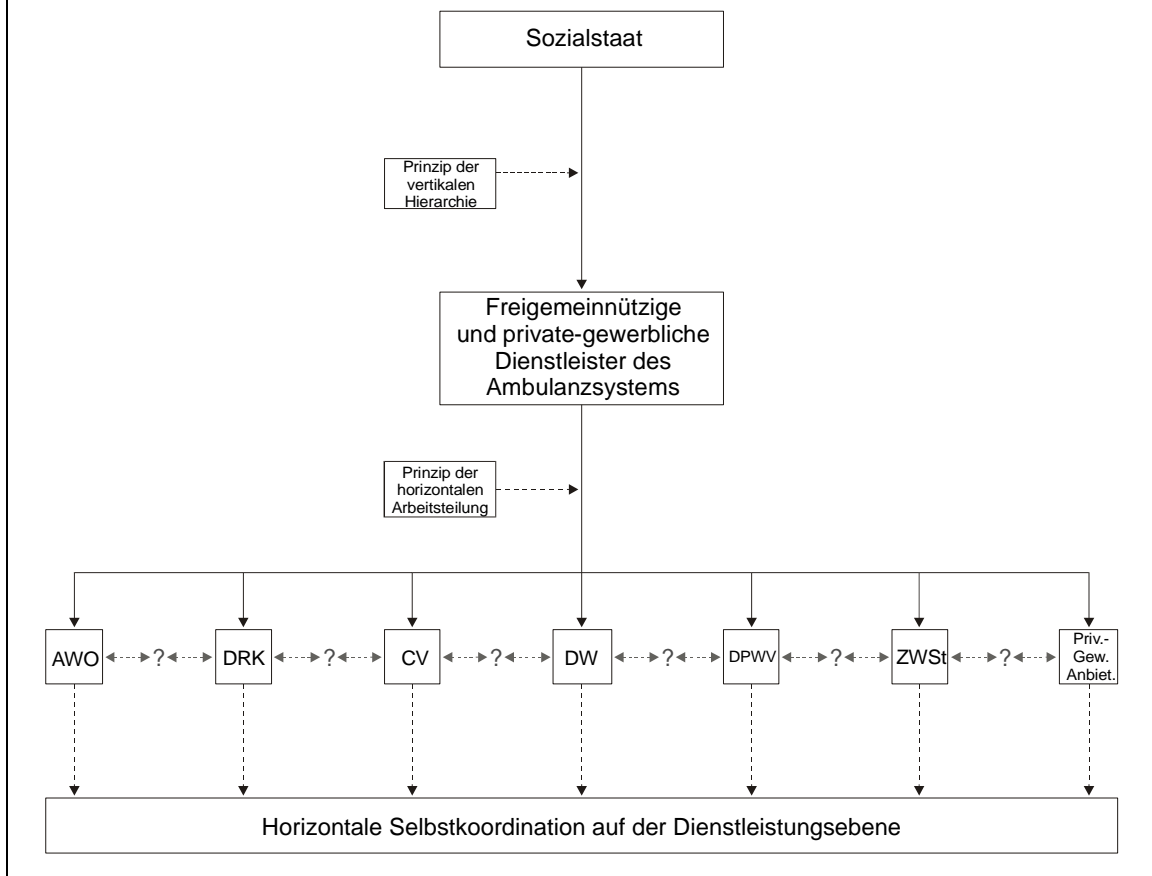 Sozialstaat
Prinzip der
vertikalen
Hierarchie
Freigemeinnützige
und private-gewerbliche
Dienstleister des
Ambulanzsystems
Prinzip der
horizontalen
Arbeitsteilung
AWO ? DRK ? CV ? DW ? DPWV ? ZWSt ? Priv.-
Gew.
Anbiet.
Horizontale Selbstkoordination auf der Dienstleistungsebene